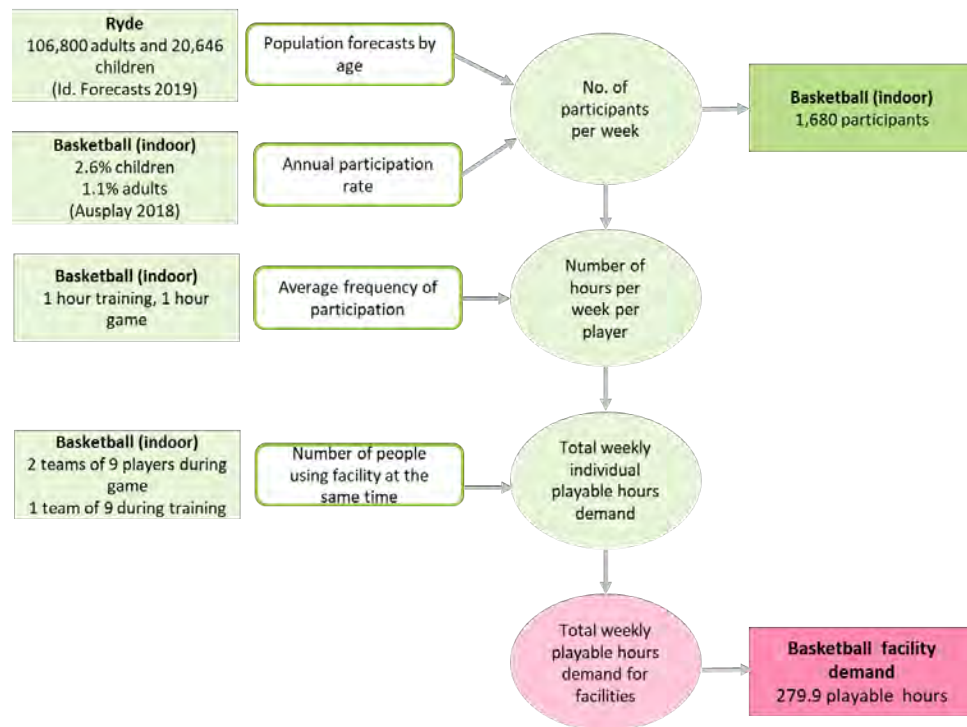 Ryde
106,800 adults and 20,646
children
(Id. Forecasts 2019)
Population forecasts by
age
No. of
participants
per week
Basketball (indoor)
1,680 participants
Basketball (indoor)
2.6% children
1.1% adults
(Ausplay 2018)
Annual participation
rate
Basketball (indoor)
1 hour training, 1 hour
game
Average frequency of
participation
Number of
hours per
week per
player
Basketball (indoor)
2 teams of 9 players during
game
1 team of 9 during training
Number of people
using facility at the
same time
Total weekly
individual
playable hours
demand
Total weekly
playable hours
demand for
facilities
Basketball facility
demand
279.9 playable hours